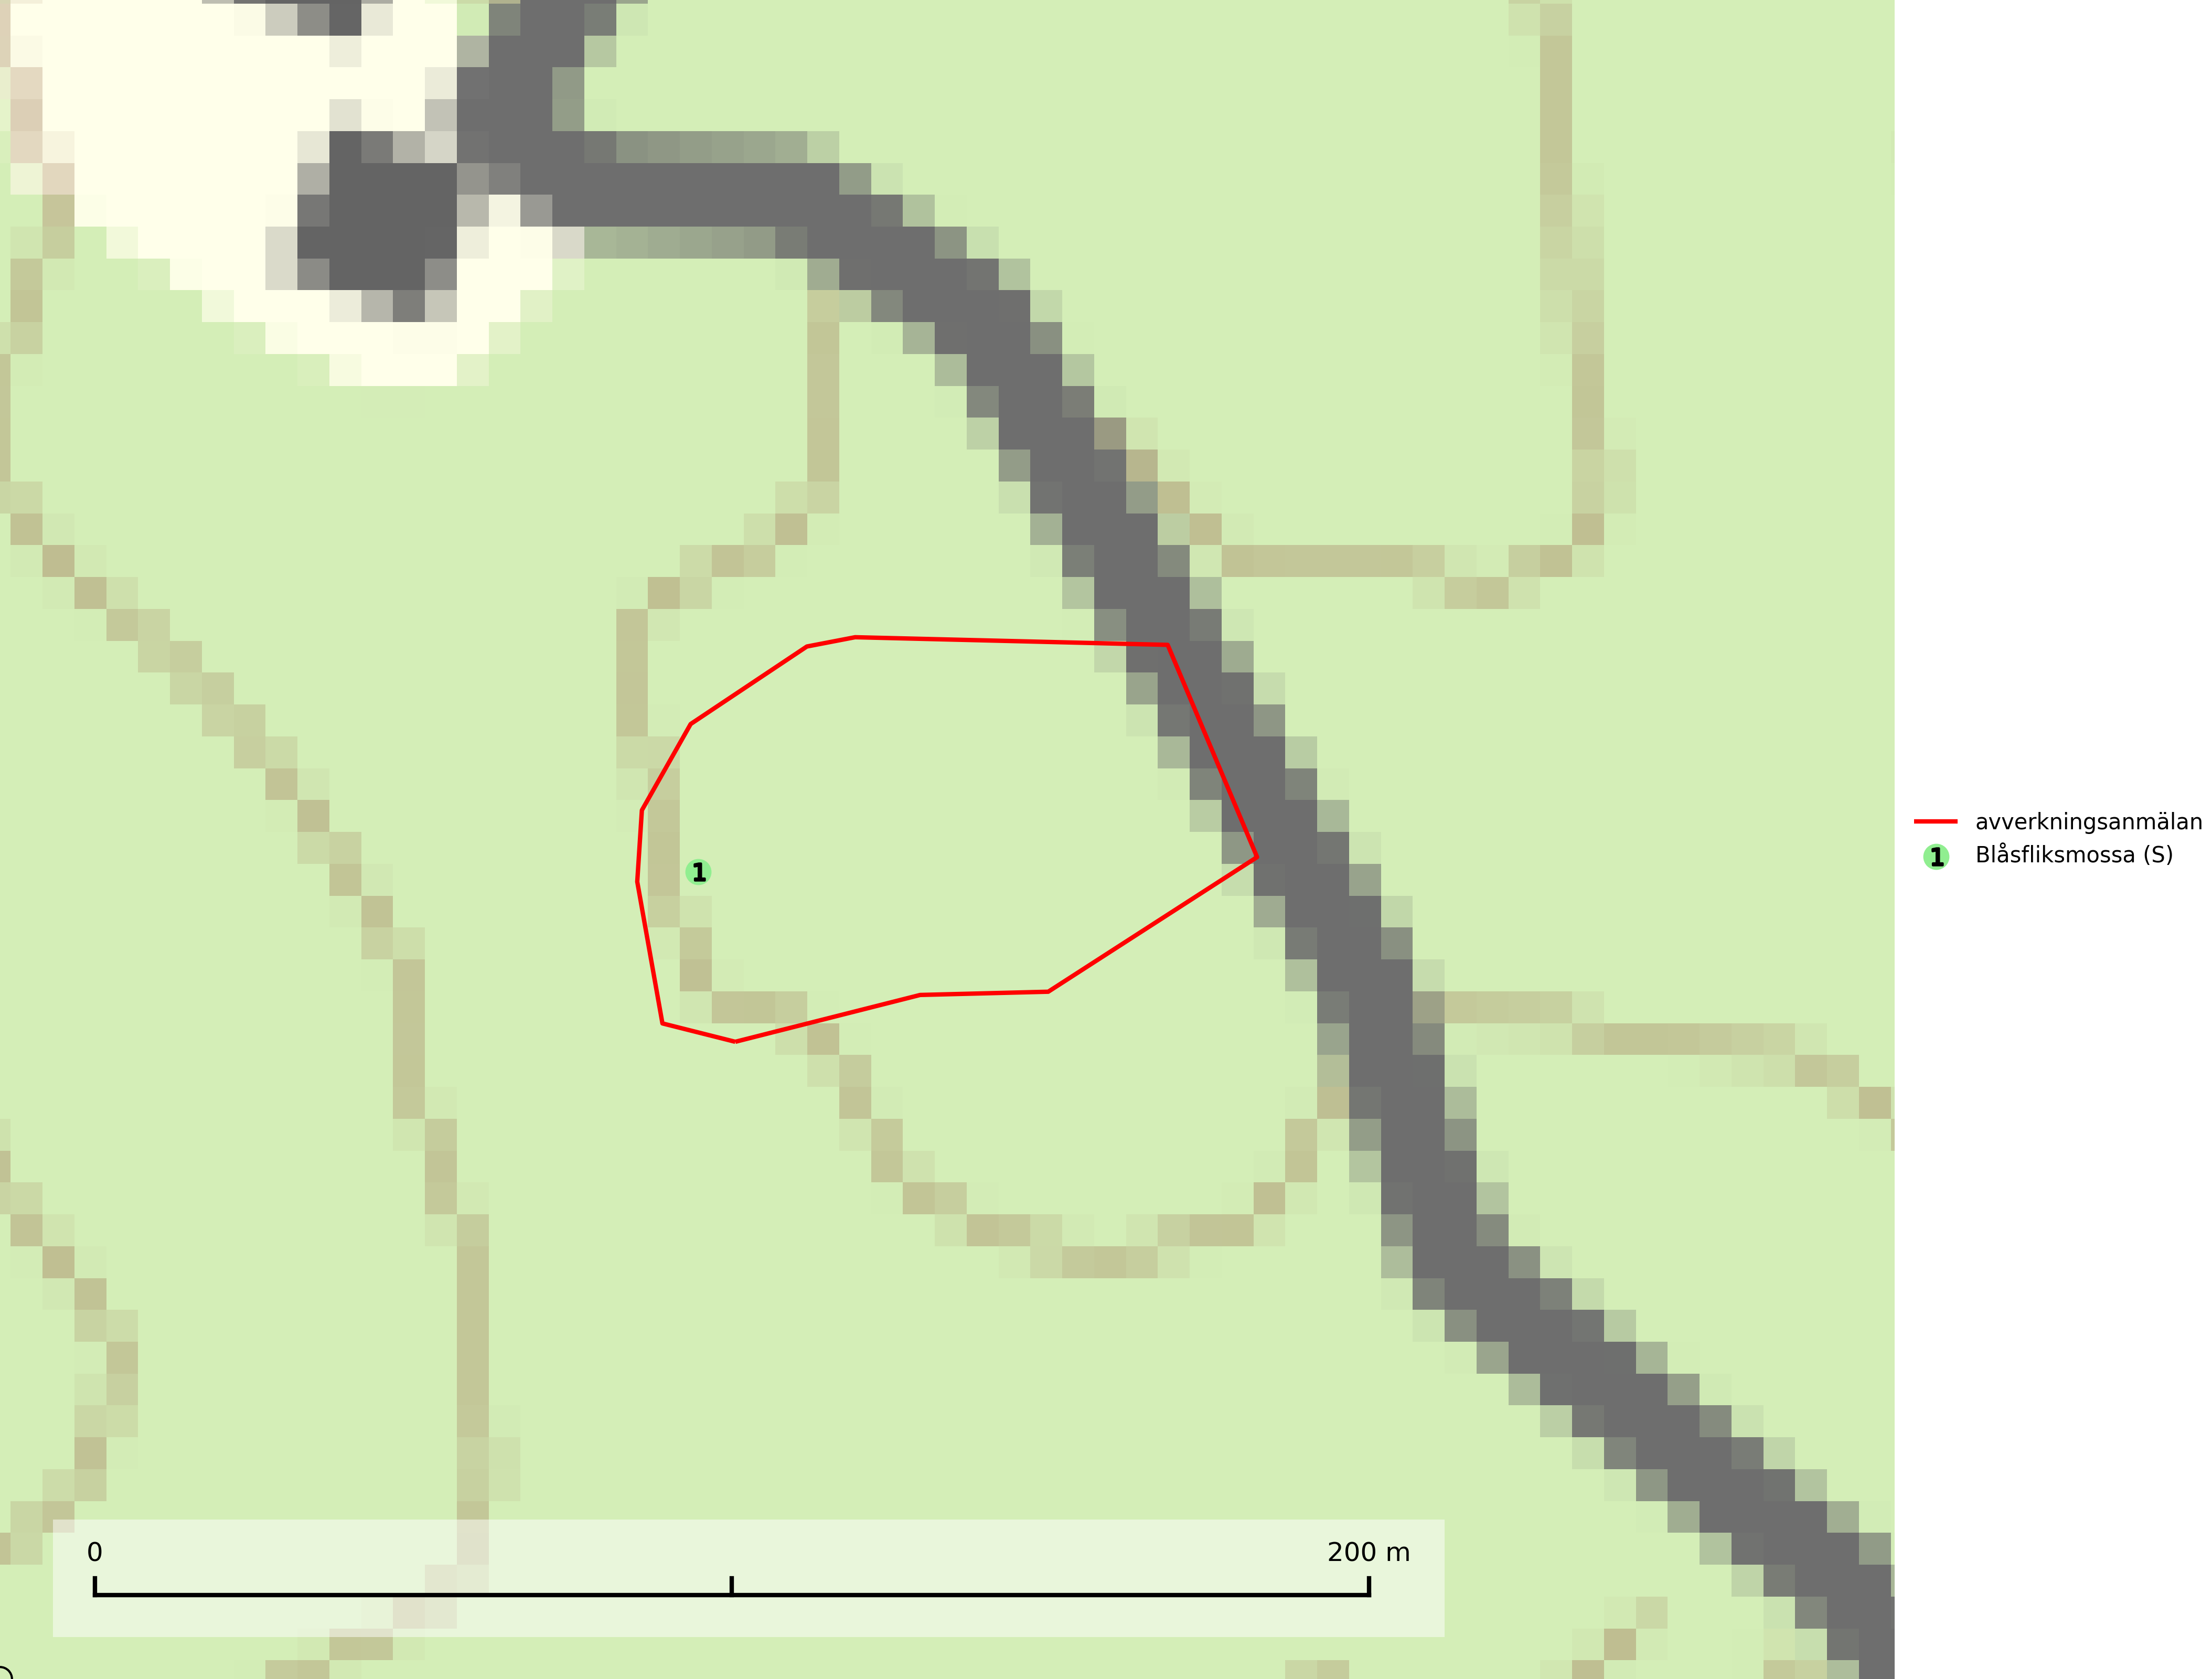 1
avverkningsanmälan
1 Blåsfliksmossa (S)
0 200 m